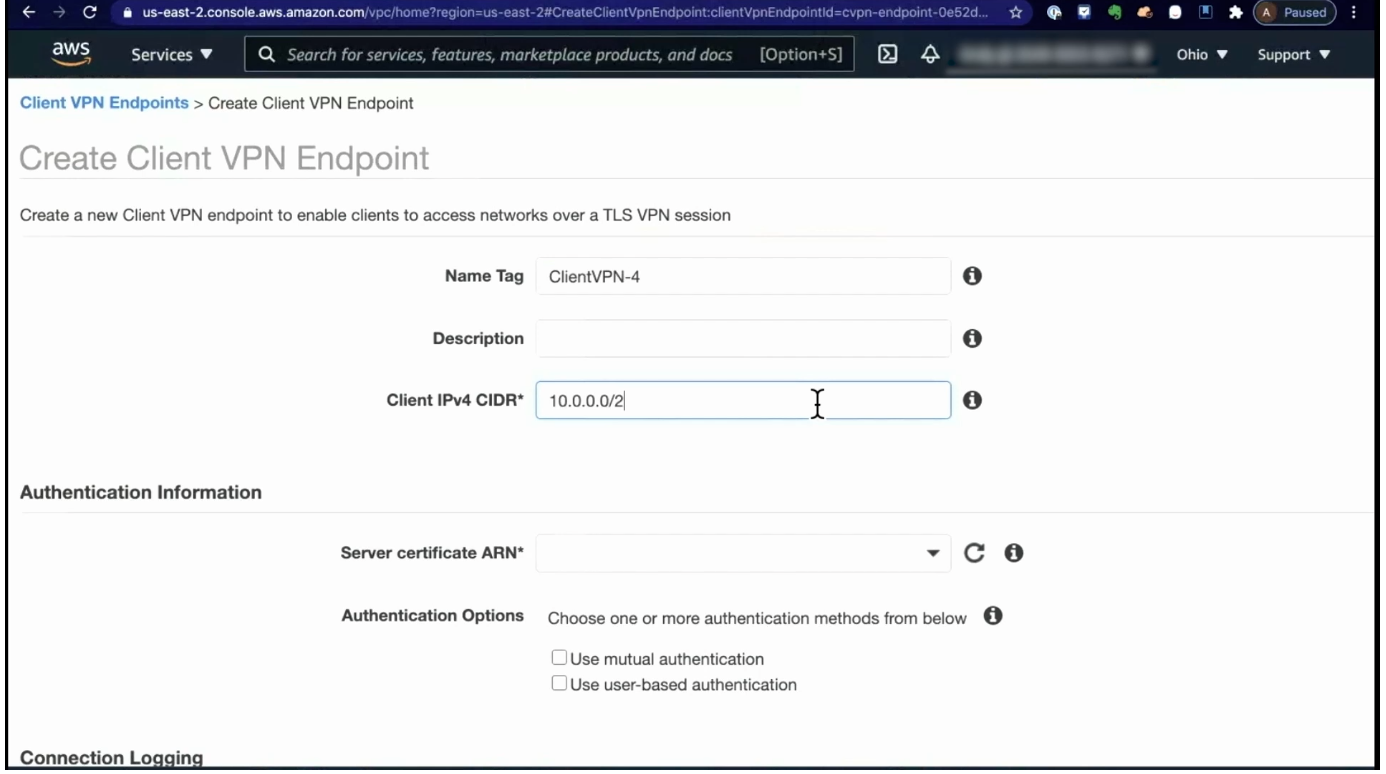 us-east-2.console.aws.amazon.com/vpc/home?region=us-east-2#CreateClientVpnEndpoint:clientVpnEndpointId=cvpn-endpoint-0e52d...
A Paused
aws Services Search for services, features, marketplace products, and docs [Option+S] Ohio Support
Client VPN Endpoints > Create Client VPN Endpoint
Create Client VPN Endpoint
Create a new Client VPN endpoint to enable clients to access networks over a TLS VPN session
Name Tag ClientVPN-4
Description
Client IPv4 CIDR* 10.0.0.0/2
Authentication Information
Server certificate ARN*
Authentication Options Choose one or more authentication methods from below
Use mutual authentication
Use user-based authentication
Connection Logging